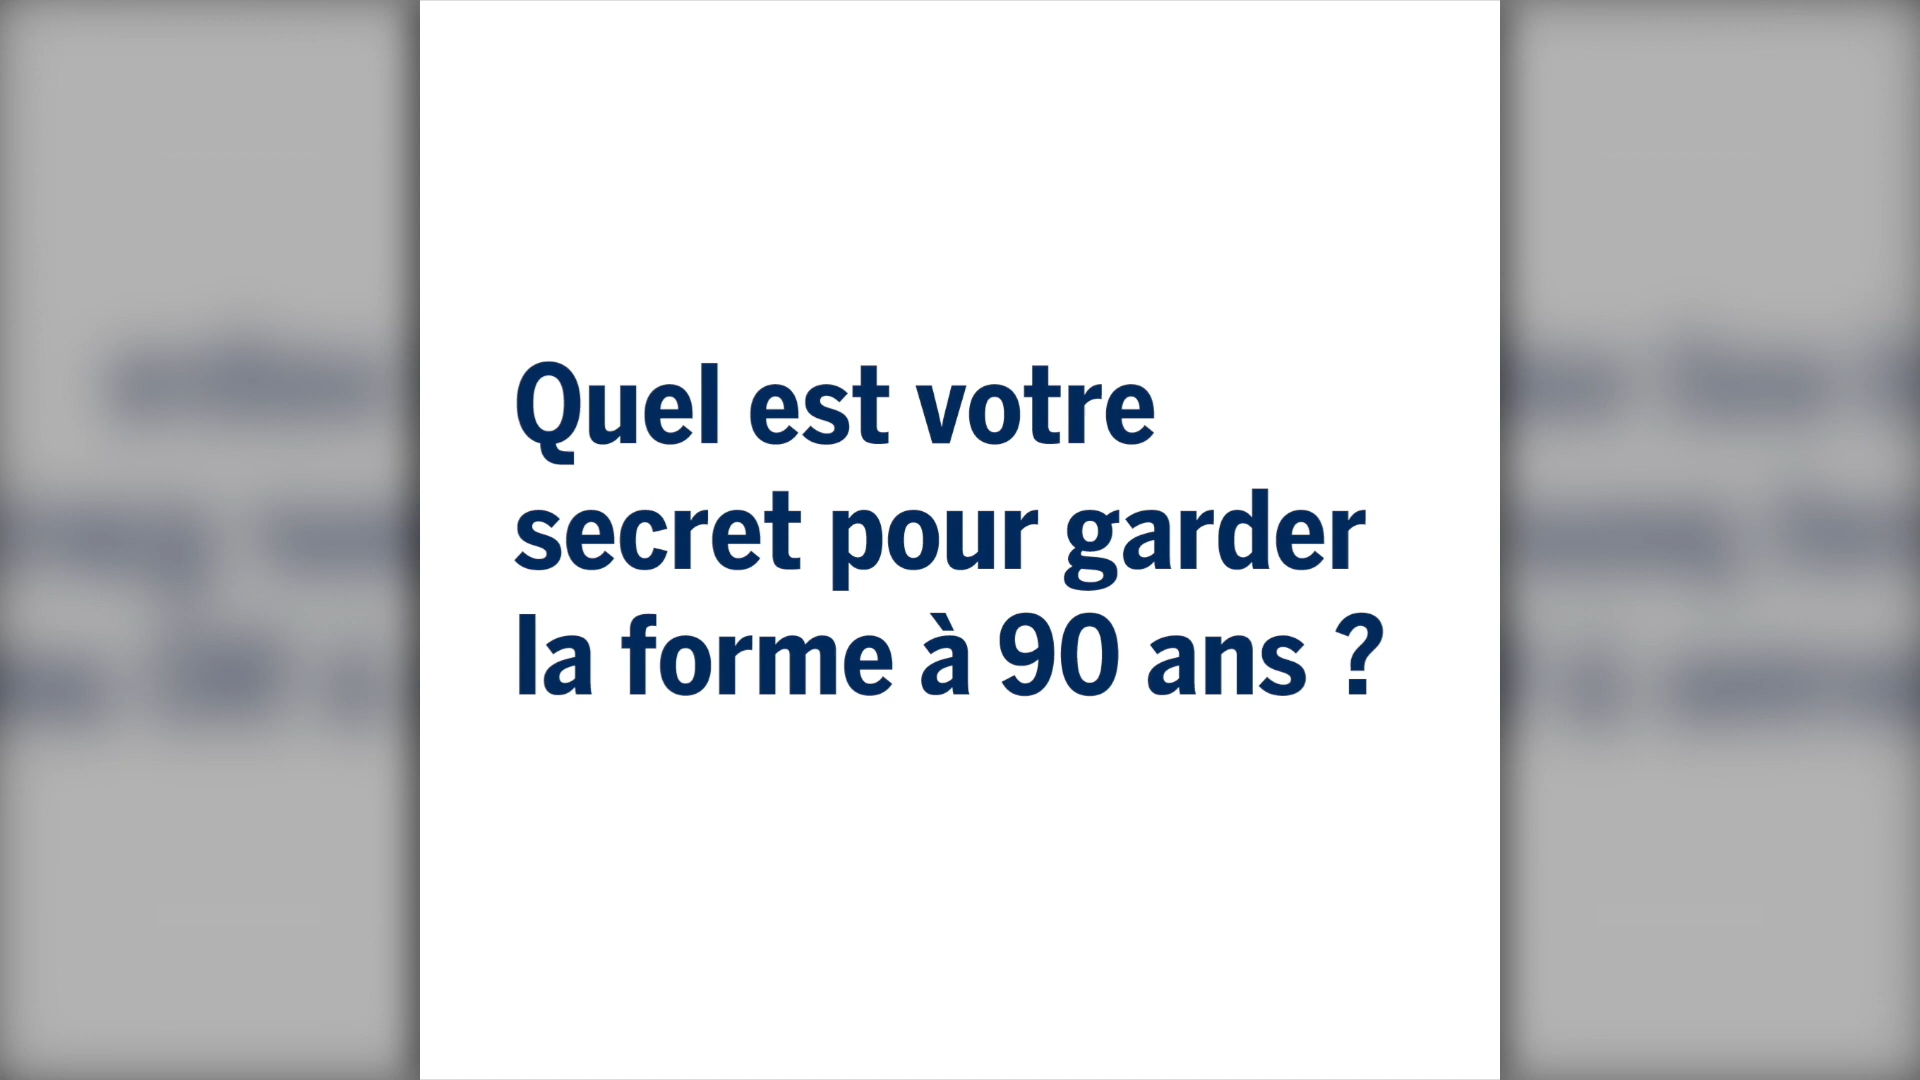 Quel est votre
secret pour garder
la forme à 90 ans ?